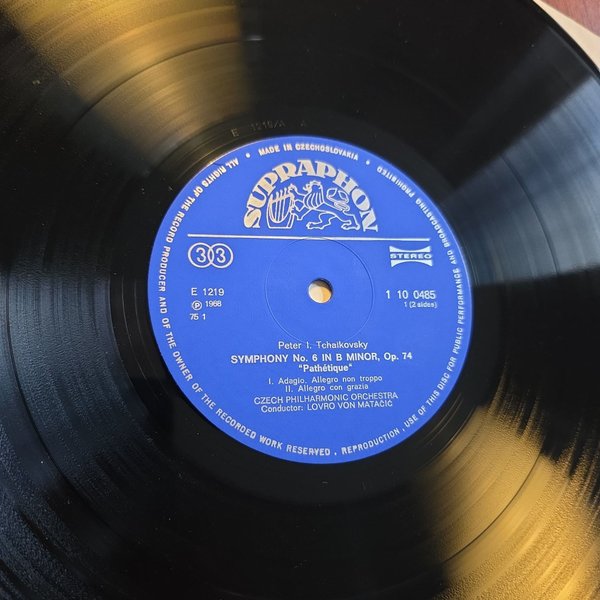 E 1219/A A
ALL RIGHTS OF THE RECORD PRODUCER AND OF THE OWNER OF THE RECORDED WORK RESERVED . REPRODUCTION, USE OF THIS DISC FOR PUBLIC PERFORMANCE AND BROADCASTING PROHIBITED • MADE IN CZECHOSLOVAKIA •
SUPRAPHON
33
STEREO
E 1219
1 10 0485
℗ 1968
1 (2 sides)
75 1
Peter I. Tchaikovsky
SYMPHONY No. 6 IN B MINOR, Op. 74
"Pathétique"
I. Adagio. Allegro non troppo
II. Allegro con grazia
CZECH PHILHARMONIC ORCHESTRA
Conductor: LOVRO VON MATAČIĆ